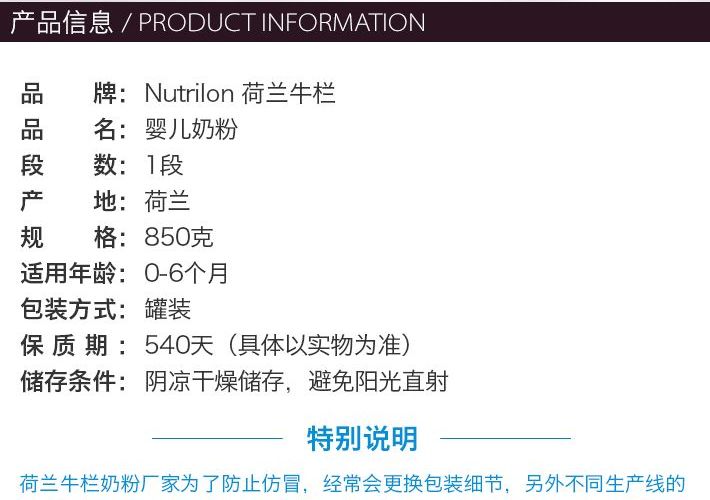 产品信息 / PRODUCT INFORMATION
品　　牌：Nutrilon 荷兰牛栏
品　　名：婴儿奶粉
段　　数：1段
产　　地：荷兰
规　　格：850克
适用年龄：0-6个月
包装方式：罐装
保 质 期 ：540天（具体以实物为准）
储存条件：阴凉干燥储存，避免阳光直射
特别说明
荷兰牛栏奶粉厂家为了防止仿冒，经常会更换包装细节，另外不同生产线的